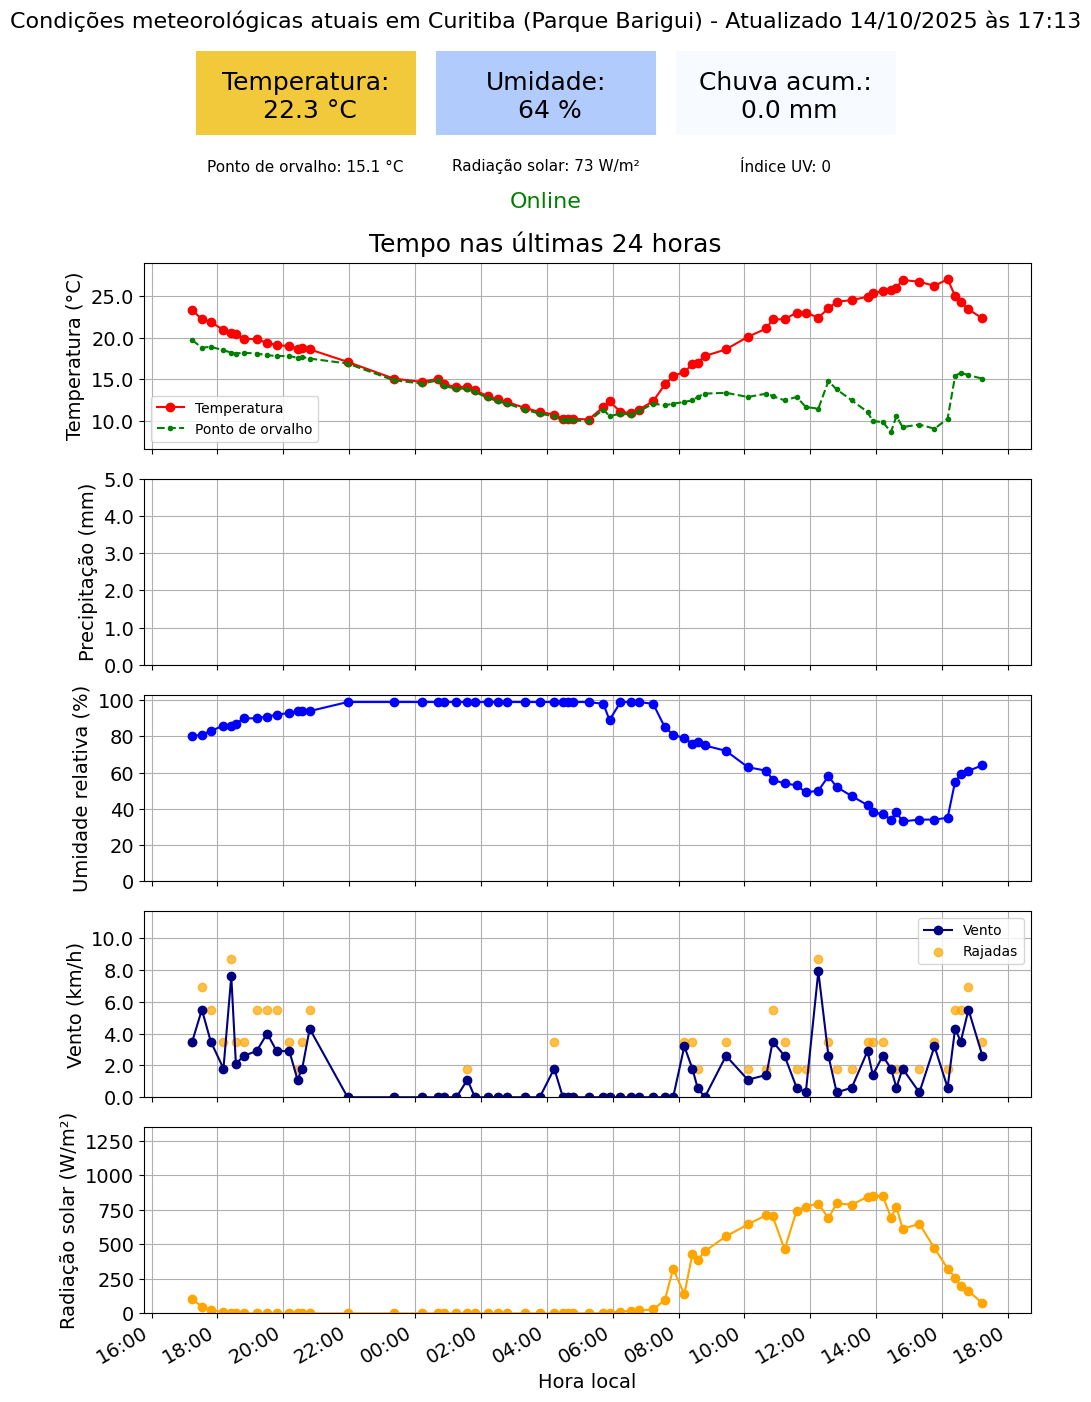 Condições meteorológicas atuais em Curitiba (Parque Barigui) - Atualizado 14/10/2025 às 17:13
Temperatura:
22.3 °C
Umidade:
64 %
Chuva acum.:
0.0 mm
Ponto de orvalho: 15.1 °C
Radiação solar: 73 W/m²
Índice UV: 0
Online
Tempo nas últimas 24 horas
Temperatura (°C)
25.0
20.0
15.0
10.0
Temperatura
Ponto de orvalho
Precipitação (mm)
5.0
4.0
3.0
2.0
1.0
0.0
Umidade relativa (%)
100
80
60
40
20
0
Vento (km/h)
10.0
8.0
6.0
4.0
2.0
0.0
Vento
Rajadas
Radiação solar (W/m²)
1250
1000
750
500
250
0
16:00
18:00
20:00
22:00
00:00
02:00
04:00
06:00
08:00
10:00
12:00
14:00
16:00
18:00
Hora local